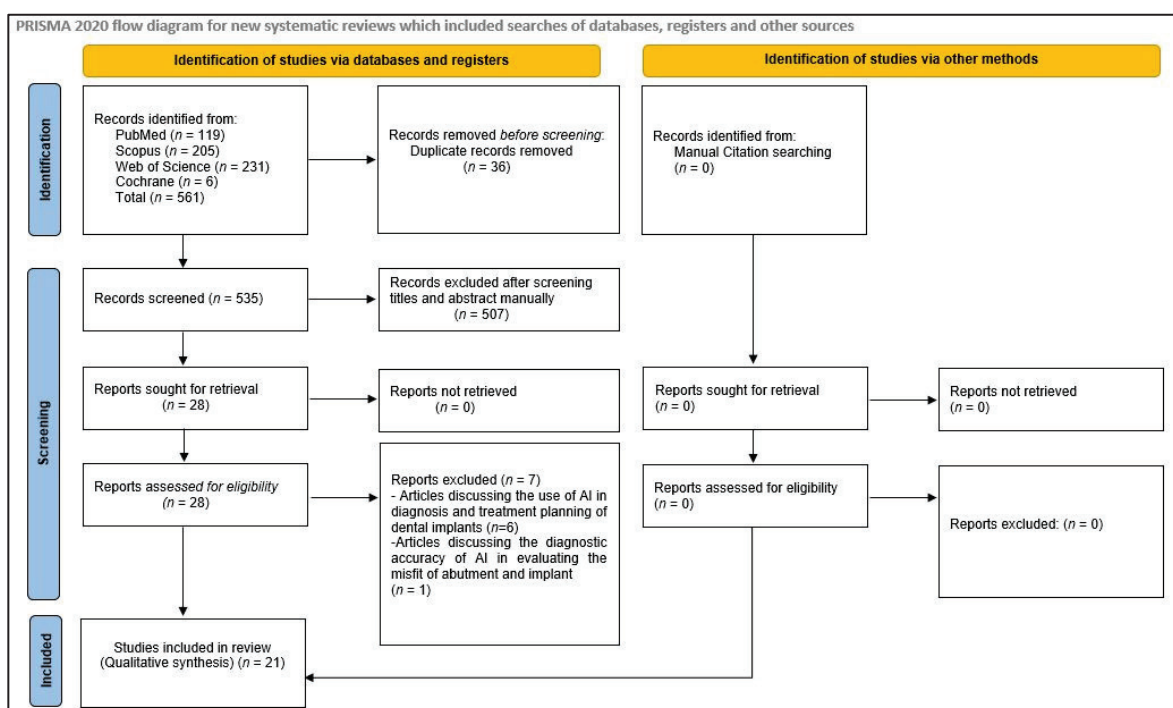 PRISMA 2020 flow diagram for new systematic reviews which included searches of databases, registers and other sources
Identification of studies via databases and registers
Identification of studies via other methods
Identification
Records identified from:
PubMed (n = 119)
Scopus (n = 205)
Web of Science (n = 231)
Cochrane (n = 6)
Total (n = 561)
Records removed before screening:
Duplicate records removed
(n = 36)
Records identified from:
Manual Citation searching
(n = 0)
Screening
Records screened (n = 535)
Records excluded after screening
titles and abstract manually
(n = 507)
Reports sought for retrieval
(n = 28)
Reports not retrieved
(n = 0)
Reports sought for retrieval
(n = 0)
Reports not retrieved
(n = 0)
Reports assessed for eligibility
(n = 28)
Reports excluded (n = 7)
- Articles discussing the use of AI in
diagnosis and treatment planning of
dental implants (n=6)
-Articles discussing the diagnostic
accuracy of AI in evaluating the
misfit of abutment and implant
(n = 1)
Reports assessed for eligibility
(n = 0)
Reports excluded: (n = 0)
Included
Studies included in review
(Qualitative synthesis) (n = 21)